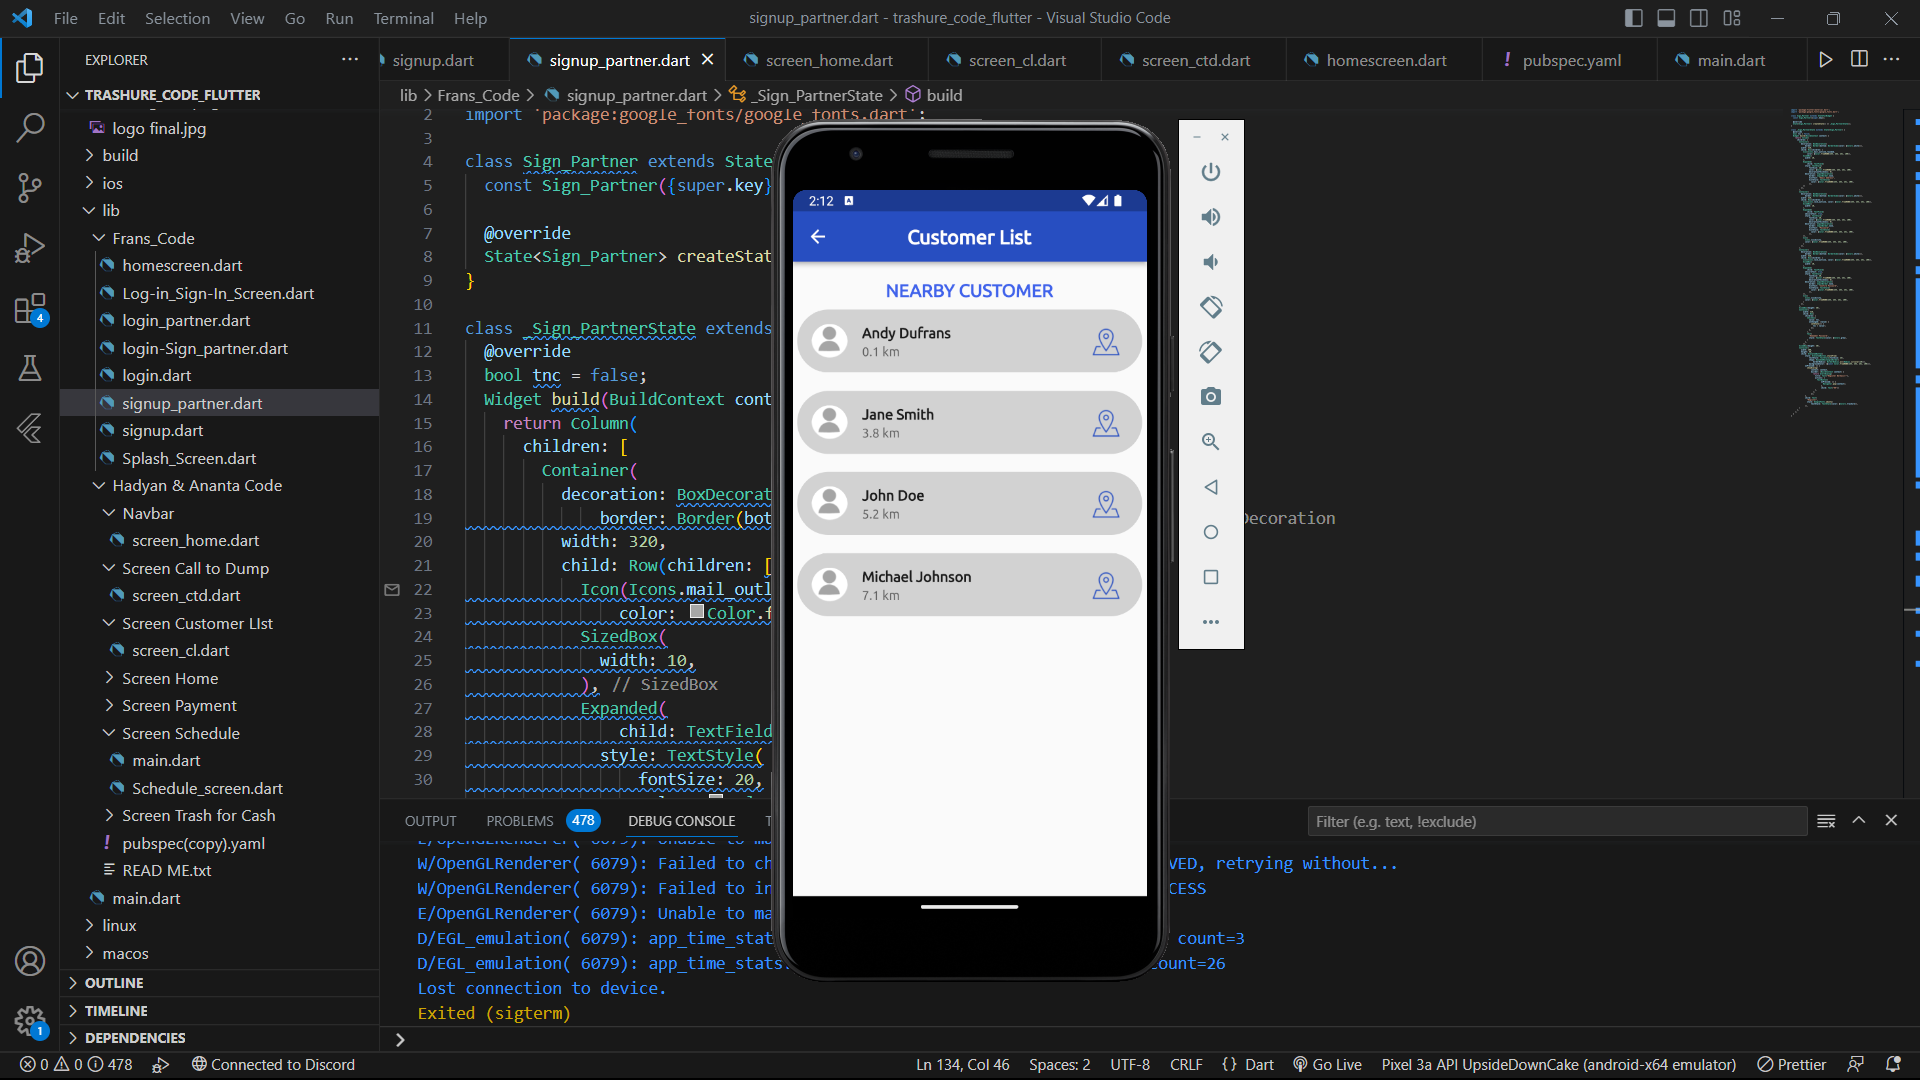 File Edit Selection View Go Run Terminal Help
signup_partner.dart - trashure_code_flutter - Visual Studio Code
EXPLORER
signup.dart signup_partner.dart screen_home.dart screen_cl.dart screen_ctd.dart homescreen.dart pubspec.yaml main.dart
lib > Frans_Code > signup_partner.dart > _Sign_PartnerState > build
TRASHURE_CODE_FLUTTER
logo final.jpg
build
ios
lib
Frans_Code
homescreen.dart
Log-in_Sign-In_Screen.dart
login_partner.dart
login-Sign_partner.dart
login.dart
signup_partner.dart
signup.dart
Splash_Screen.dart
Hadyan & Ananta Code
Navbar
screen_home.dart
Screen Call to Dump
screen_ctd.dart
Screen Customer LIst
screen_cl.dart
Screen Home
Screen Payment
Screen Schedule
main.dart
Schedule_screen.dart
Screen Trash for Cash
pubspec(copy).yaml
READ ME.txt
main.dart
linux
macos
OUTLINE
TIMELINE
DEPENDENCIES
4
1
2 import 'package:google_fonts/google_fonts.dart';
3
4 class Sign_Partner extends State
5 const Sign_Partner({super.key}
6
7 @override
8 State<Sign_Partner> createStat
9 }
10
11 class _Sign_PartnerState extends
12 @override
13 bool tnc = false;
14 Widget build(BuildContext cont
15 return Column(
16 children: [
17 Container(
18 decoration: BoxDecorat
19 border: Border(bot Decoration
20 width: 320,
21 child: Row(children: [
22 Icon(Icons.mail_outl
23 color: Color.f
24 SizedBox(
25 width: 10,
26 ), // SizedBox
27 Expanded(
28 child: TextField
29 style: TextStyle(
30 fontSize: 20,
2:12
Customer List
NEARBY CUSTOMER
Andy Dufrans
0.1 km
Jane Smith
3.8 km
John Doe
5.2 km
Michael Johnson
7.1 km
OUTPUT PROBLEMS 478 DEBUG CONSOLE T
Filter (e.g. text, !exclude)
W/OpenGLRenderer( 6079): Failed to ch VED, retrying without...
W/OpenGLRenderer( 6079): Failed to in CESS
E/OpenGLRenderer( 6079): Unable to ma
D/EGL_emulation( 6079): app_time_stat count=3
D/EGL_emulation( 6079): app_time_stats: ount=26
Lost connection to device.
Exited (sigterm)
0 0 478 Connected to Discord Ln 134, Col 46 Spaces: 2 UTF-8 CRLF {} Dart Go Live Pixel 3a API UpsideDownCake (android-x64 emulator) Prettier